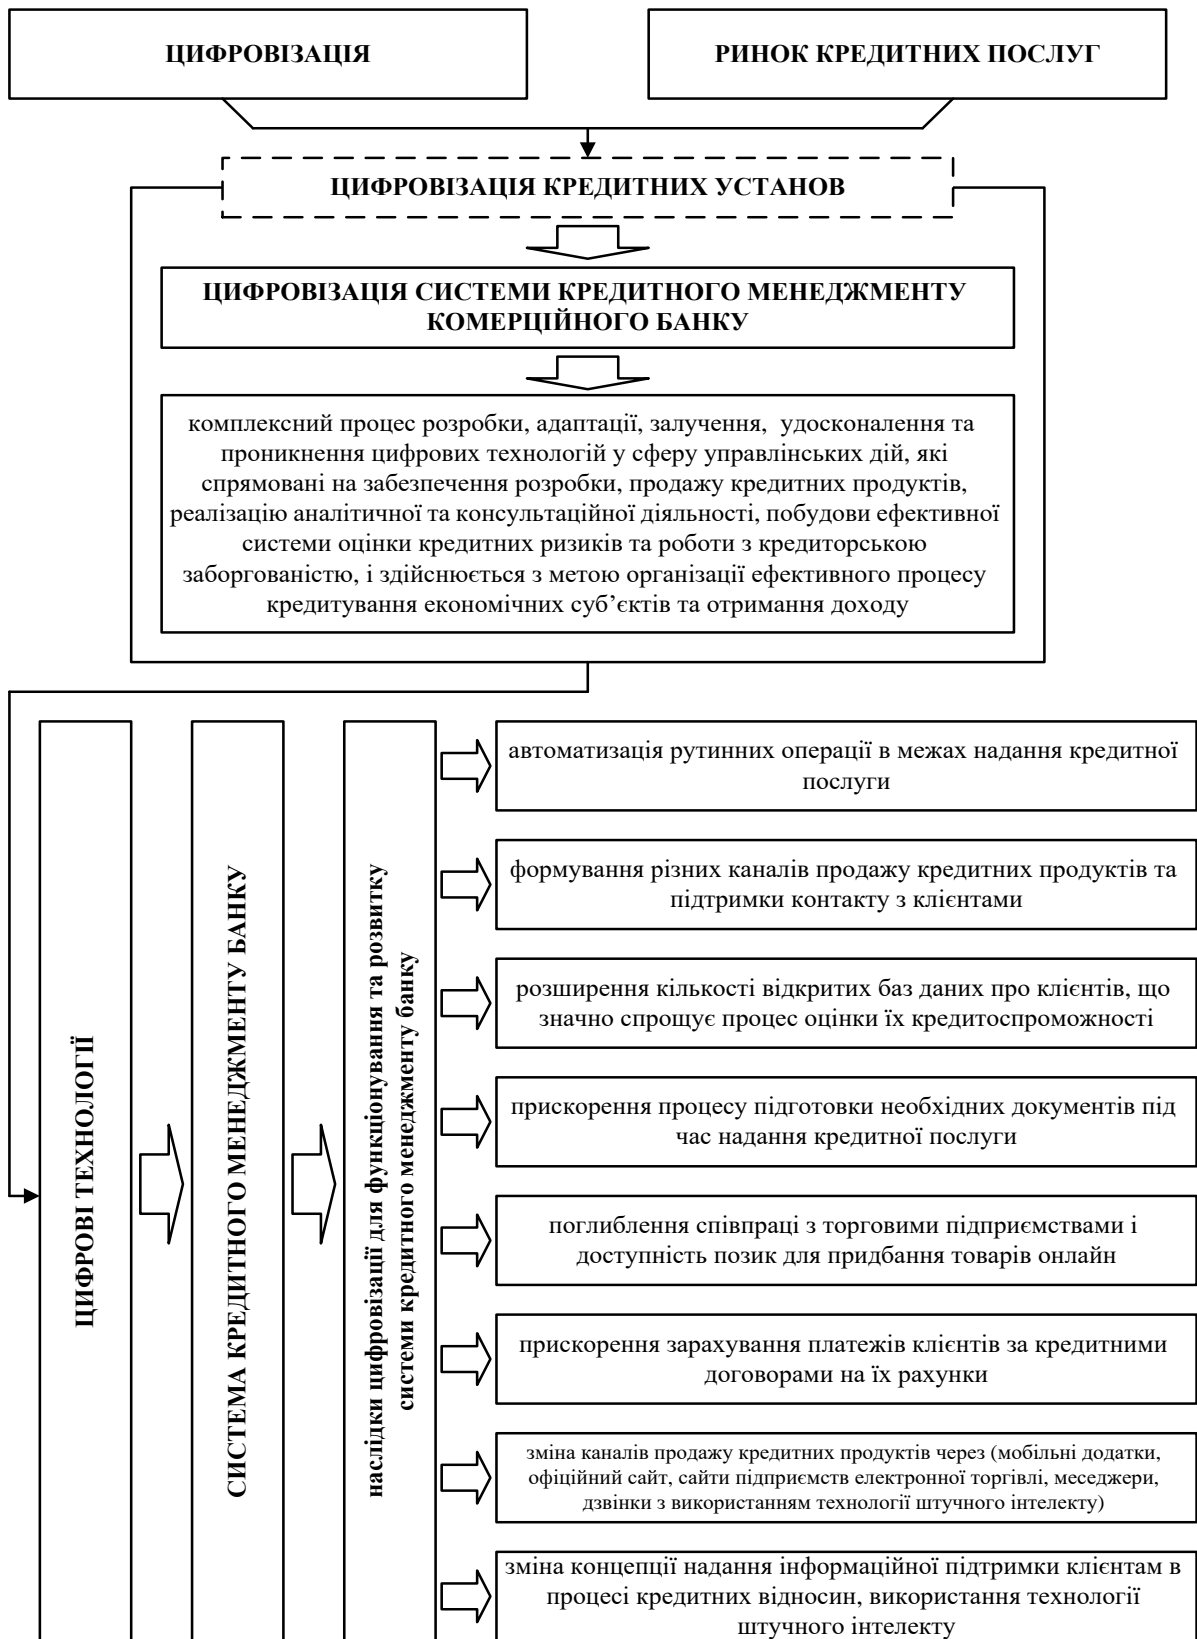 ЦИФРОВІЗАЦІЯ
РИНОК КРЕДИТНИХ ПОСЛУГ
ЦИФРОВІЗАЦІЯ КРЕДИТНИХ УСТАНОВ
ЦИФРОВІЗАЦІЯ СИСТЕМИ КРЕДИТНОГО МЕНЕДЖМЕНТУ
КОМЕРЦІЙНОГО БАНКУ
комплексний процес розробки, адаптації, залучення, удосконалення та
проникнення цифрових технологій у сферу управлінських дій, які
спрямовані на забезпечення розробки, продажу кредитних продуктів,
реалізацію аналітичної та консультаційної діяльності, побудови ефективної
системи оцінки кредитних ризиків та роботи з кредиторською
заборгованістю, і здійснюється з метою організації ефективного процесу
кредитування економічних суб’єктів та отримання доходу
ЦИФРОВІ ТЕХНОЛОГІЇ
СИСТЕМА КРЕДИТНОГО МЕНЕДЖМЕНТУ БАНКУ
наслідки цифровізації для функціонування та розвитку
системи кредитного менеджменту банку
автоматизація рутинних операції в межах надання кредитної
послуги
формування різних каналів продажу кредитних продуктів та
підтримки контакту з клієнтами
розширення кількості відкритих баз даних про клієнтів, що
значно спрощує процес оцінки їх кредитоспроможності
прискорення процесу підготовки необхідних документів під
час надання кредитної послуги
поглиблення співпраці з торговими підприємствами і
доступність позик для придбання товарів онлайн
прискорення зарахування платежів клієнтів за кредитними
договорами на їх рахунки
зміна каналів продажу кредитних продуктів через (мобільні додатки,
офіційний сайт, сайти підприємств електронної торгівлі, меседжери,
дзвінки з використанням технології штучного інтелекту)
зміна концепції надання інформаційної підтримки клієнтам в
процесі кредитних відносин, використання технології
штучного інтелекту